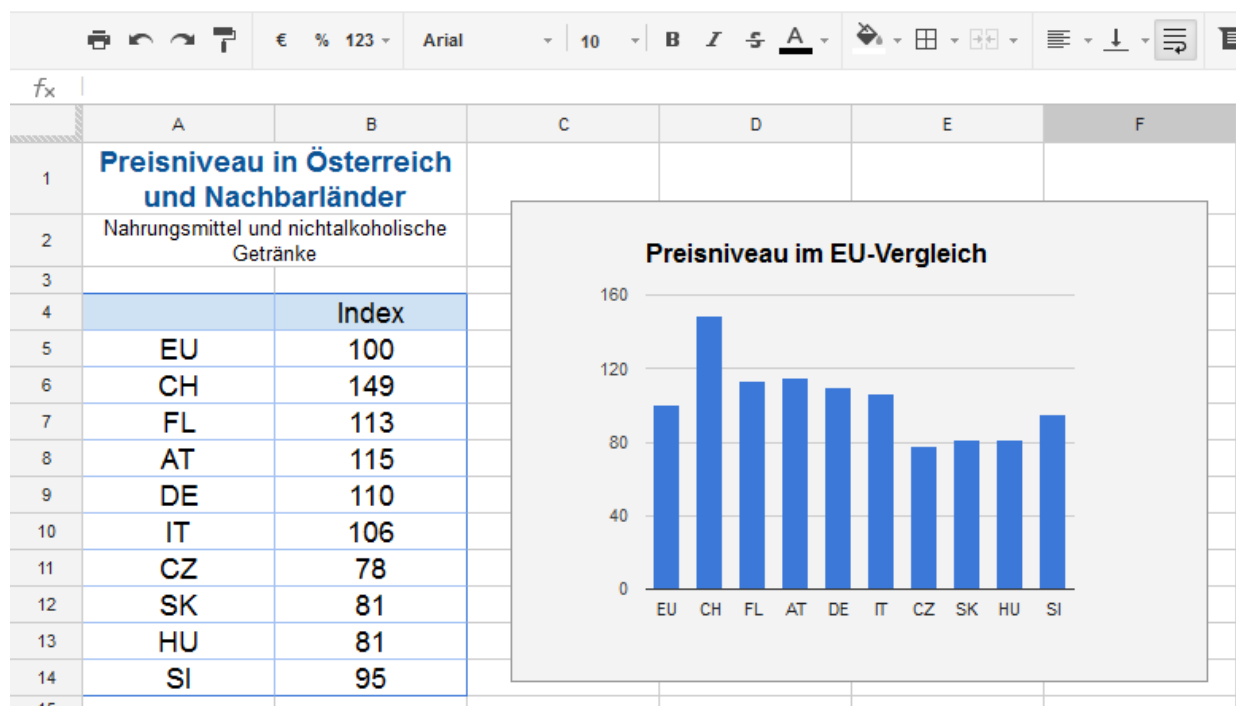 € % 123 Arial 10 B I S A
fx
A B C D E F
1 Preisniveau in Österreich
und Nachbarländer
2 Nahrungsmittel und nichtalkoholische
Getränke
3
4 Index
5 EU 100
6 CH 149
7 FL 113
8 AT 115
9 DE 110
10 IT 106
11 CZ 78
12 SK 81
13 HU 81
14 SI 95
Preisniveau im EU-Vergleich
160
120
80
40
0
EU CH FL AT DE IT CZ SK HU SI